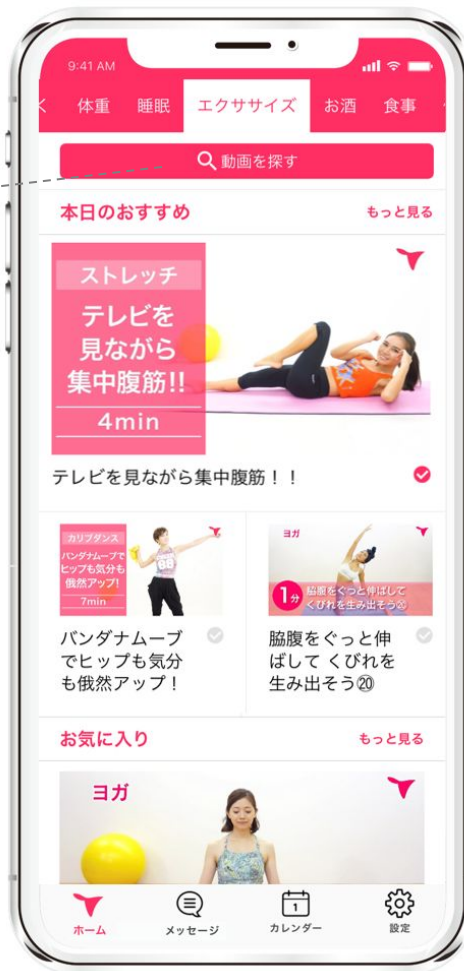 9:41 AM
体重 睡眠 エクササイズ お酒 食事
動画を探す
本日のおすすめ もっと見る
ストレッチ
テレビを
見ながら
集中腹筋!!
4min
テレビを見ながら集中腹筋！！
カリブダンス
バンダナムーブで
ヒップも気分も
俄然アップ!
7min
バンダナムーブ
でヒップも気分
も俄然アップ！
ヨガ
1分 脇腹をぐっと伸ばして
くびれを生み出そう⑳
脇腹をぐっと伸
ばして くびれを
生み出そう⑳
お気に入り もっと見る
ヨガ
ホーム メッセージ 1 カレンダー 設定